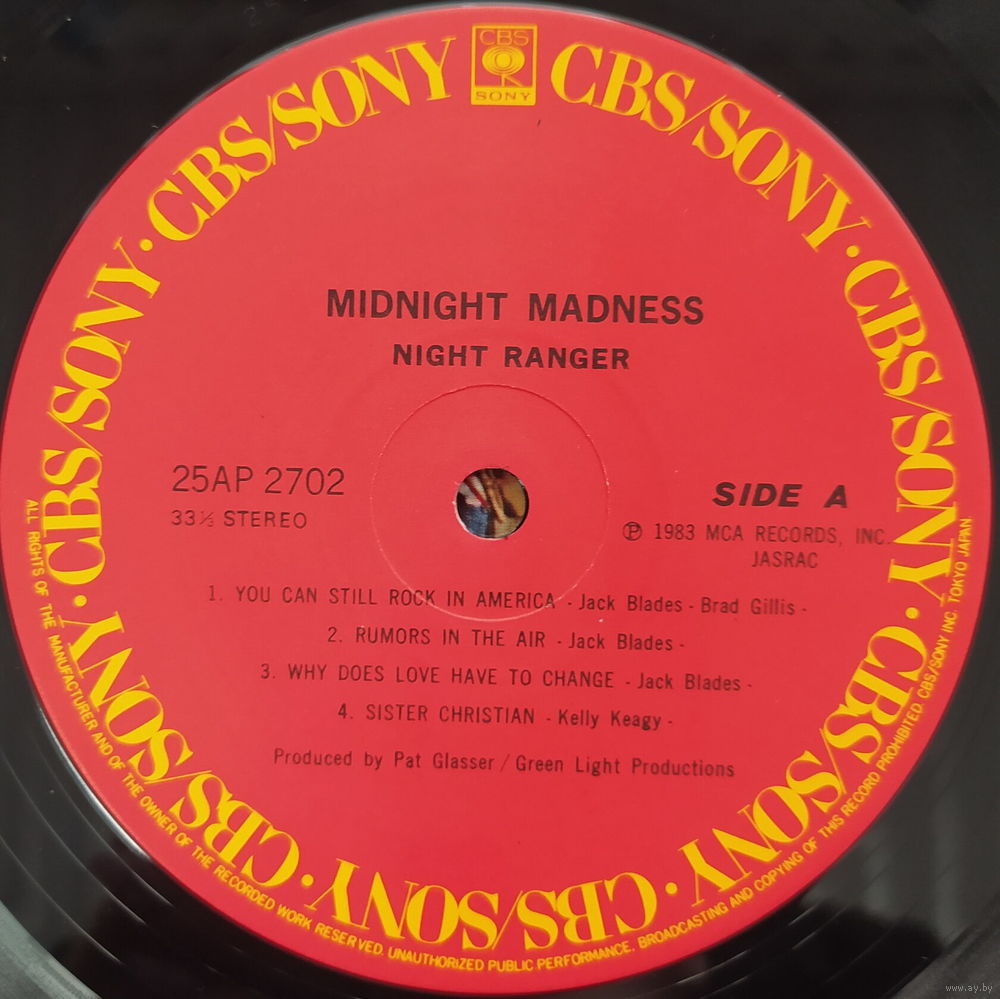 CBS
SONY
CBS/SONY · CBS/SONY · CBS/SONY · CBS/SONY · CBS/SONY · CBS/SONY · CBS/SONY · CBS/SONY
MIDNIGHT MADNESS
NIGHT RANGER
25AP 2702
33⅓ STEREO
SIDE A
Ⓟ 1983 MCA RECORDS, INC.
JASRAC
1. YOU CAN STILL ROCK IN AMERICA - Jack Blades - Brad Gillis -
2. RUMORS IN THE AIR - Jack Blades -
3. WHY DOES LOVE HAVE TO CHANGE - Jack Blades -
4. SISTER CHRISTIAN - Kelly Keagy -
Produced by Pat Glasser / Green Light Productions
ALL RIGHTS OF THE MANUFACTURER AND OF THE OWNER OF THE RECORDED WORK RESERVED. UNAUTHORIZED PUBLIC PERFORMANCE, BROADCASTING AND COPYING OF THIS RECORD PROHIBITED. CBS/SONY INC. TOKYO JAPAN
www.ay.by